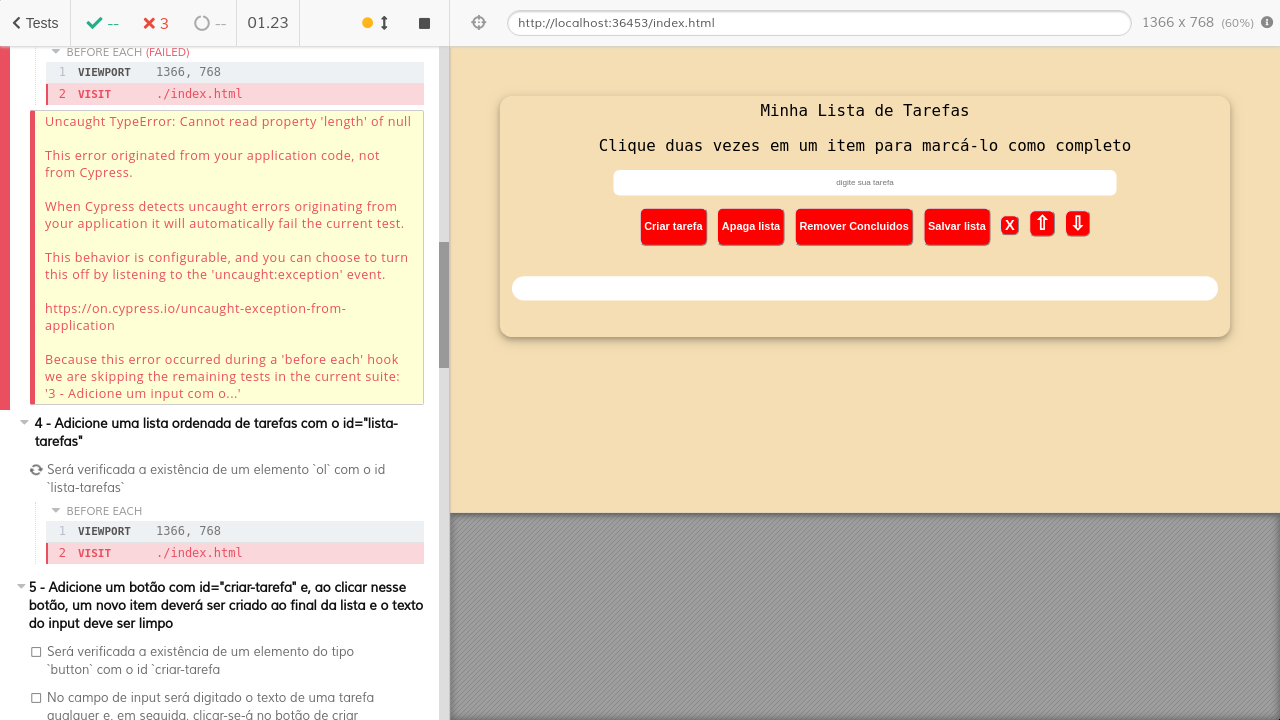 Tests
--
3
--
01.23
http://localhost:36453/index.html
1366 x 768 (60%)
BEFORE EACH (FAILED)
1 VIEWPORT 1366, 768
2 VISIT ./index.html
Uncaught TypeError: Cannot read property 'length' of null
This error originated from your application code, not
from Cypress.
When Cypress detects uncaught errors originating from
your application it will automatically fail the current test.
This behavior is configurable, and you can choose to turn
this off by listening to the 'uncaught:exception' event.
https://on.cypress.io/uncaught-exception-from-
application
Because this error occurred during a 'before each' hook
we are skipping the remaining tests in the current suite:
'3 - Adicione um input com o...'
4 - Adicione uma lista ordenada de tarefas com o id="lista-
tarefas"
Será verificada a existência de um elemento `ol` com o id
`lista-tarefas`
BEFORE EACH
1 VIEWPORT 1366, 768
2 VISIT ./index.html
5 - Adicione um botão com id="criar-tarefa" e, ao clicar nesse
botão, um novo item deverá ser criado ao final da lista e o texto
do input deve ser limpo
Será verificada a existência de um elemento do tipo
`button` com o id `criar-tarefa
No campo de input será digitado o texto de uma tarefa
qualquer e, em seguida, clicar-se-á no botão de criar
Minha Lista de Tarefas
Clique duas vezes em um item para marcá-lo como completo
digite sua tarefa
Criar tarefa Apaga lista Remover Concluidos Salvar lista X ⇧ ⇩